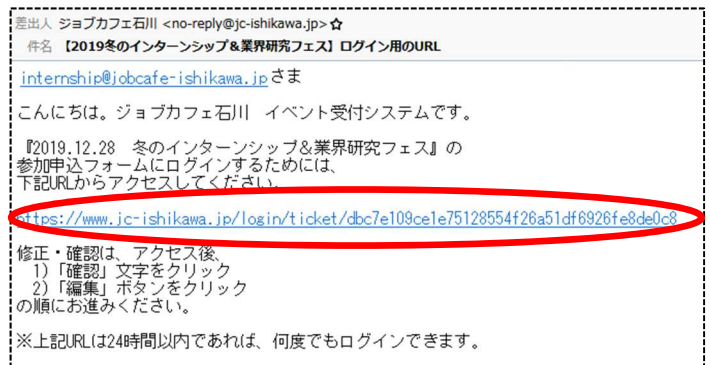 差出人 ジョブカフェ石川 <no-reply@jc-ishikawa.jp>☆
件名 【2019冬のインターンシップ&業界研究フェス】ログイン用のURL
internship@jobcafe-ishikawa.jpさま
こんにちは。ジョブカフェ石川　イベント受付システムです。
『2019.12.28　冬のインターンシップ&業界研究フェス』の
参加申込フォームにログインするためには、
下記URLからアクセスしてください。
https://www.jc-ishikawa.jp/login/ticket/dbc7e109ce1e75128554f26a51df6926fe8de0c8
修正・確認は、アクセス後、
1)「確認」文字をクリック
2)「編集」ボタンをクリック
の順にお進みください。
※上記URLは24時間以内であれば、何度でもログインできます。